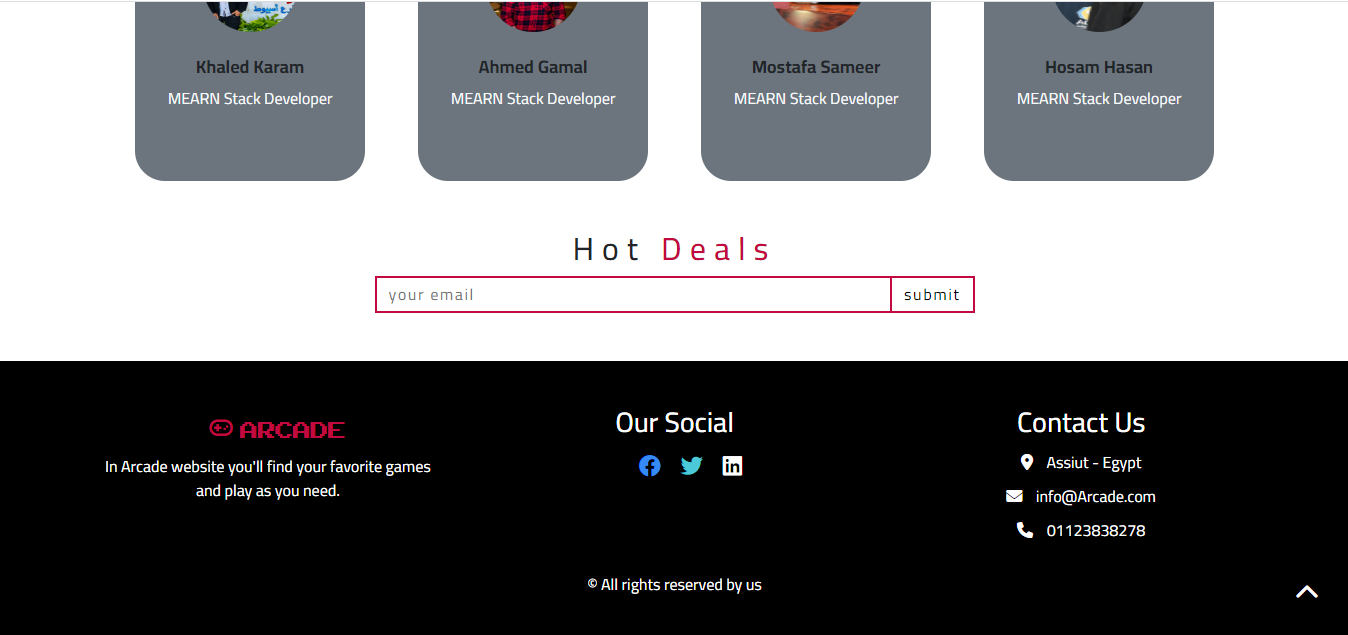 ع أسيوط
Khaled Karam
Ahmed Gamal
Mostafa Sameer
Hosam Hasan
MEARN Stack Developer
MEARN Stack Developer
MEARN Stack Developer
MEARN Stack Developer
Hot Deals
your email
submit
ARCADE
In Arcade website you'll find your favorite games
and play as you need.
Our Social
Contact Us
Assiut - Egypt
info@Arcade.com
01123838278
© All rights reserved by us